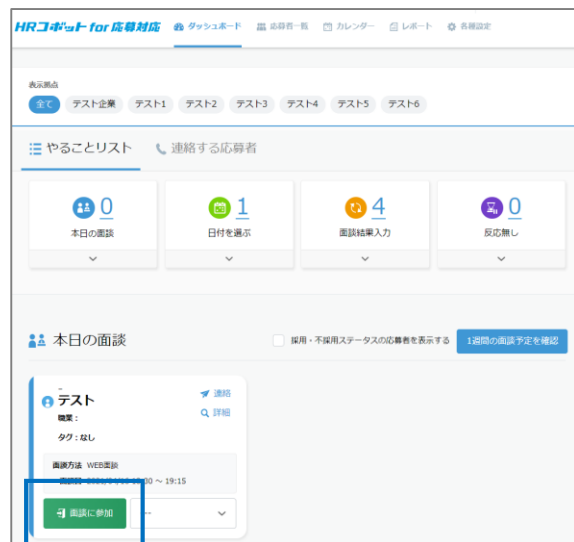 HRコボットfor応募対応 ダッシュボード 応募者一覧 カレンダー レポート 各種設定
表示拠点
全て テスト企業 テスト1 テスト2 テスト3 テスト4 テスト5 テスト6
やることリスト 連絡する応募者
0 1 4 0
本日の面談 日付を選ぶ 面談結果入力 反応無し
本日の面談 採用・不採用ステータスの応募者を表示する 1週間の面談予定を確認
–
テスト 連絡
職業: 詳細
タグ:なし
面談方法 WEB面談
～ 19:15
面談に参加 --